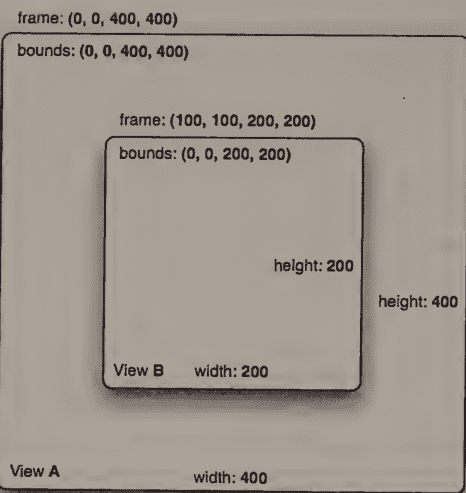 frame: (0, 0, 400, 400)
bounds: (0, 0, 400, 400)
frame: (100, 100, 200, 200)
bounds: (0, 0, 200, 200)
height: 200
height: 400
View B width: 200
View A
width: 400